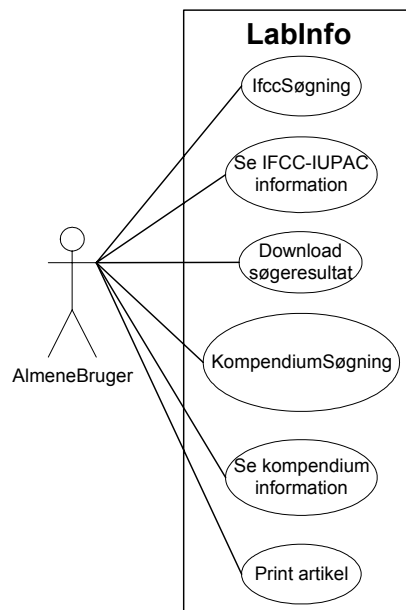 LabInfo
IfccSøgning
Se IFCC-IUPAC
information
Download
søgeresultat
AlmeneBruger
KompendiumSøgning
Se kompendium
information
Print artikel